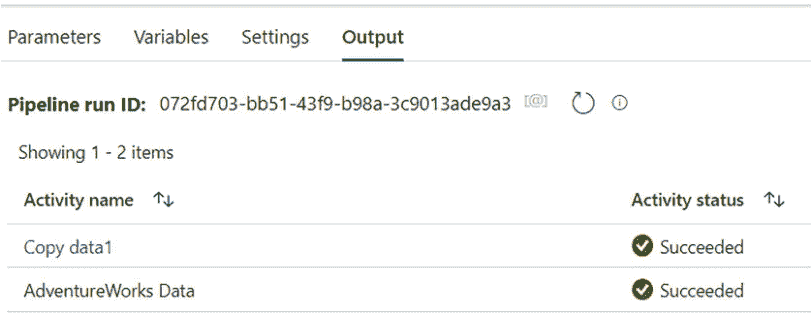 Parameters Variables Settings Output
Pipeline run ID: 072fd703-bb51-43f9-b98a-3c9013ade9a3 [@]
Showing 1 - 2 items
Activity name Activity status
Copy data1 Succeeded
AdventureWorks Data Succeeded